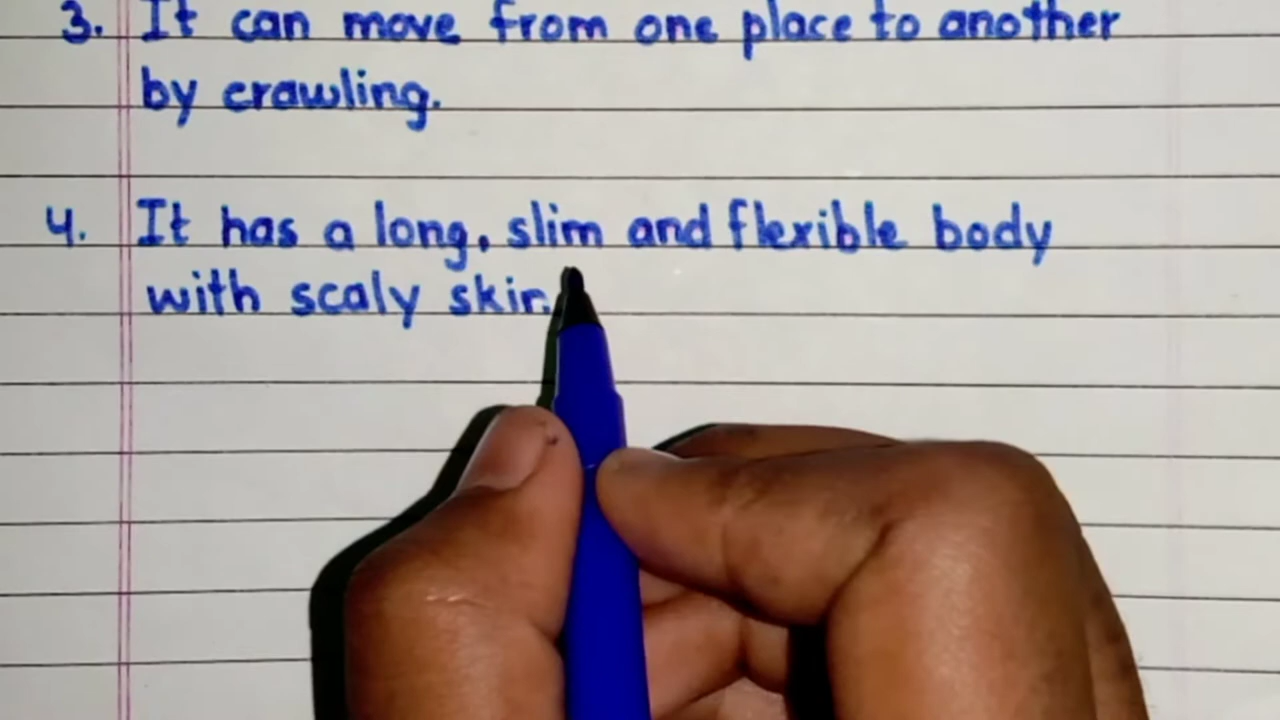 3. It can move from one place to another
by crawling.
4. It has a long, slim and flexible body
with scaly skin.